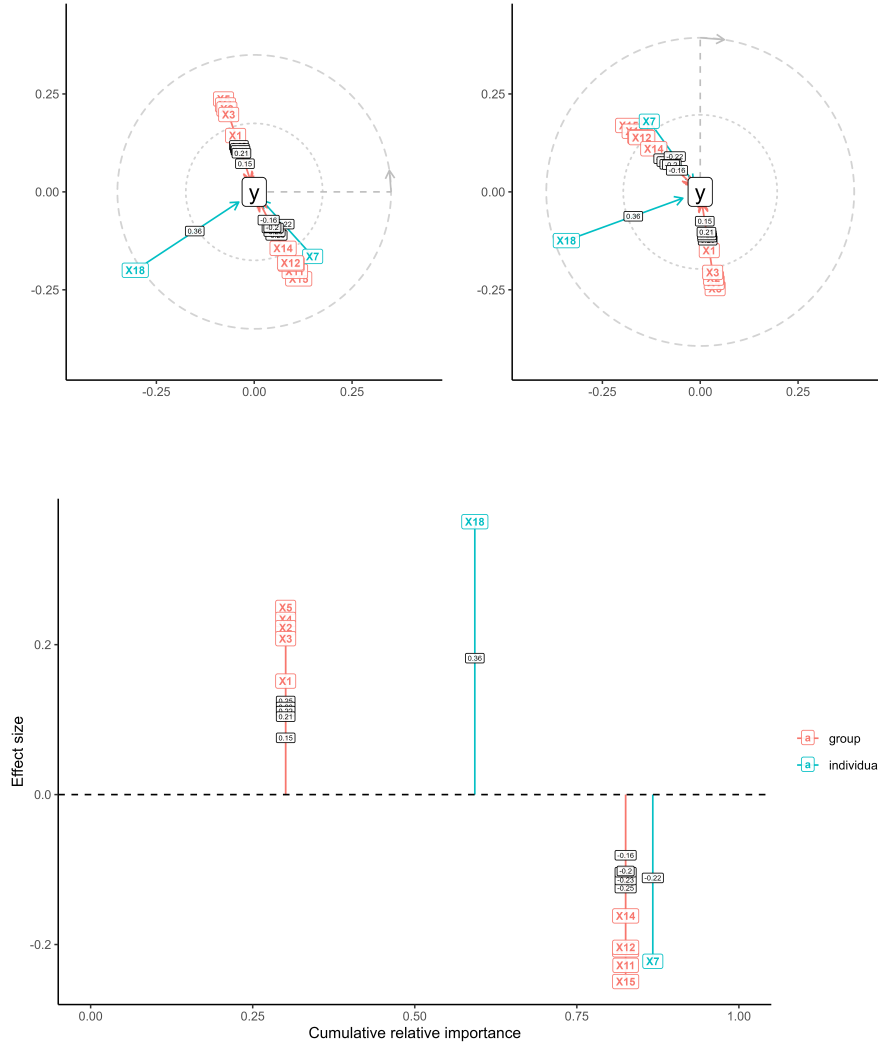 0.25
0.00
-0.25
-0.25
0.00
0.25
X3
X1
0.21
0.15
y
-0.16
-0.2
0.36
X18
X14
X12
X7
0.25
0.00
-0.25
-0.25
0.00
0.25
X7
X12
X14
-0.22
-0.16
y
0.36
X18
0.15
0.21
X3
Effect size
0.2
0.0
-0.2
X5
X2
X3
X1
0.21
0.15
X18
0.36
-0.16
-0.2
-0.23
-0.25
-0.22
X14
X12
X11
X15
X7
a group
a individua
0.00
0.25
0.50
0.75
1.00
Cumulative relative importance